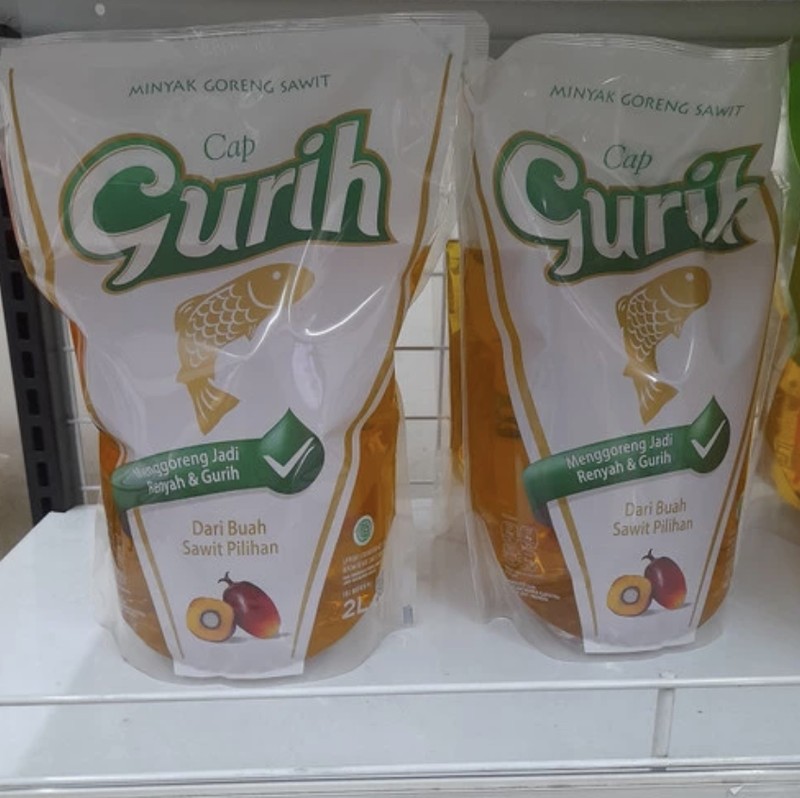 MINYAK GORENG SAWIT
Cap
Gurih
Menggoreng Jadi
Renyah & Gurih
Dari Buah
Sawit Pilihan
2L
MINYAK GORENG SAWIT
Cap
Gurih
Menggoreng Jadi
Renyah & Gurih
Dari Buah
Sawit Pilihan